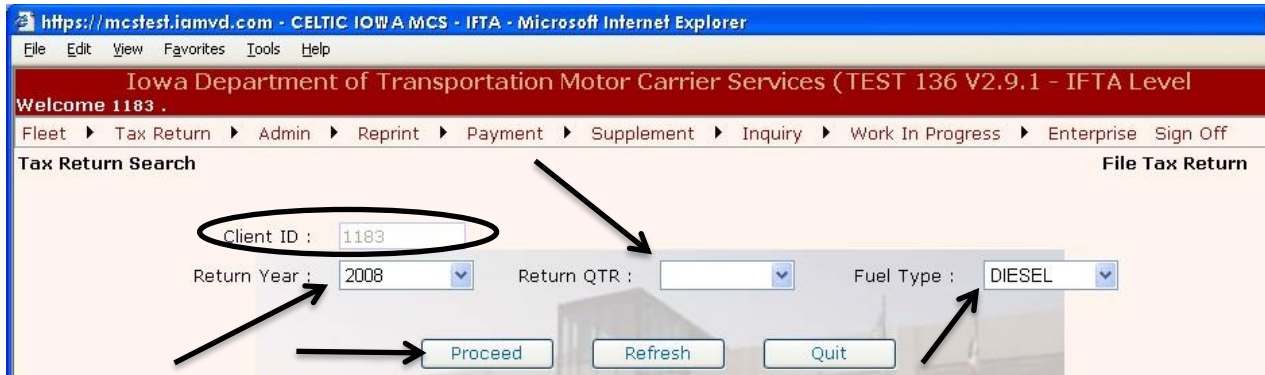 https://mcstest.iamvd.com - CELTIC IOWA MCS - IFTA - Microsoft Internet Explorer
File Edit View Favorites Tools Help
Iowa Department of Transportation Motor Carrier Services (TEST 136 V2.9.1 - IFTA Level
Welcome 1183 .
Fleet Tax Return Admin Reprint Payment Supplement Inquiry Work In Progress Enterprise Sign Off
Tax Return Search File Tax Return
Client ID : 1183
Return Year : 2008 Return QTR : Fuel Type : DIESEL
Proceed Refresh Quit